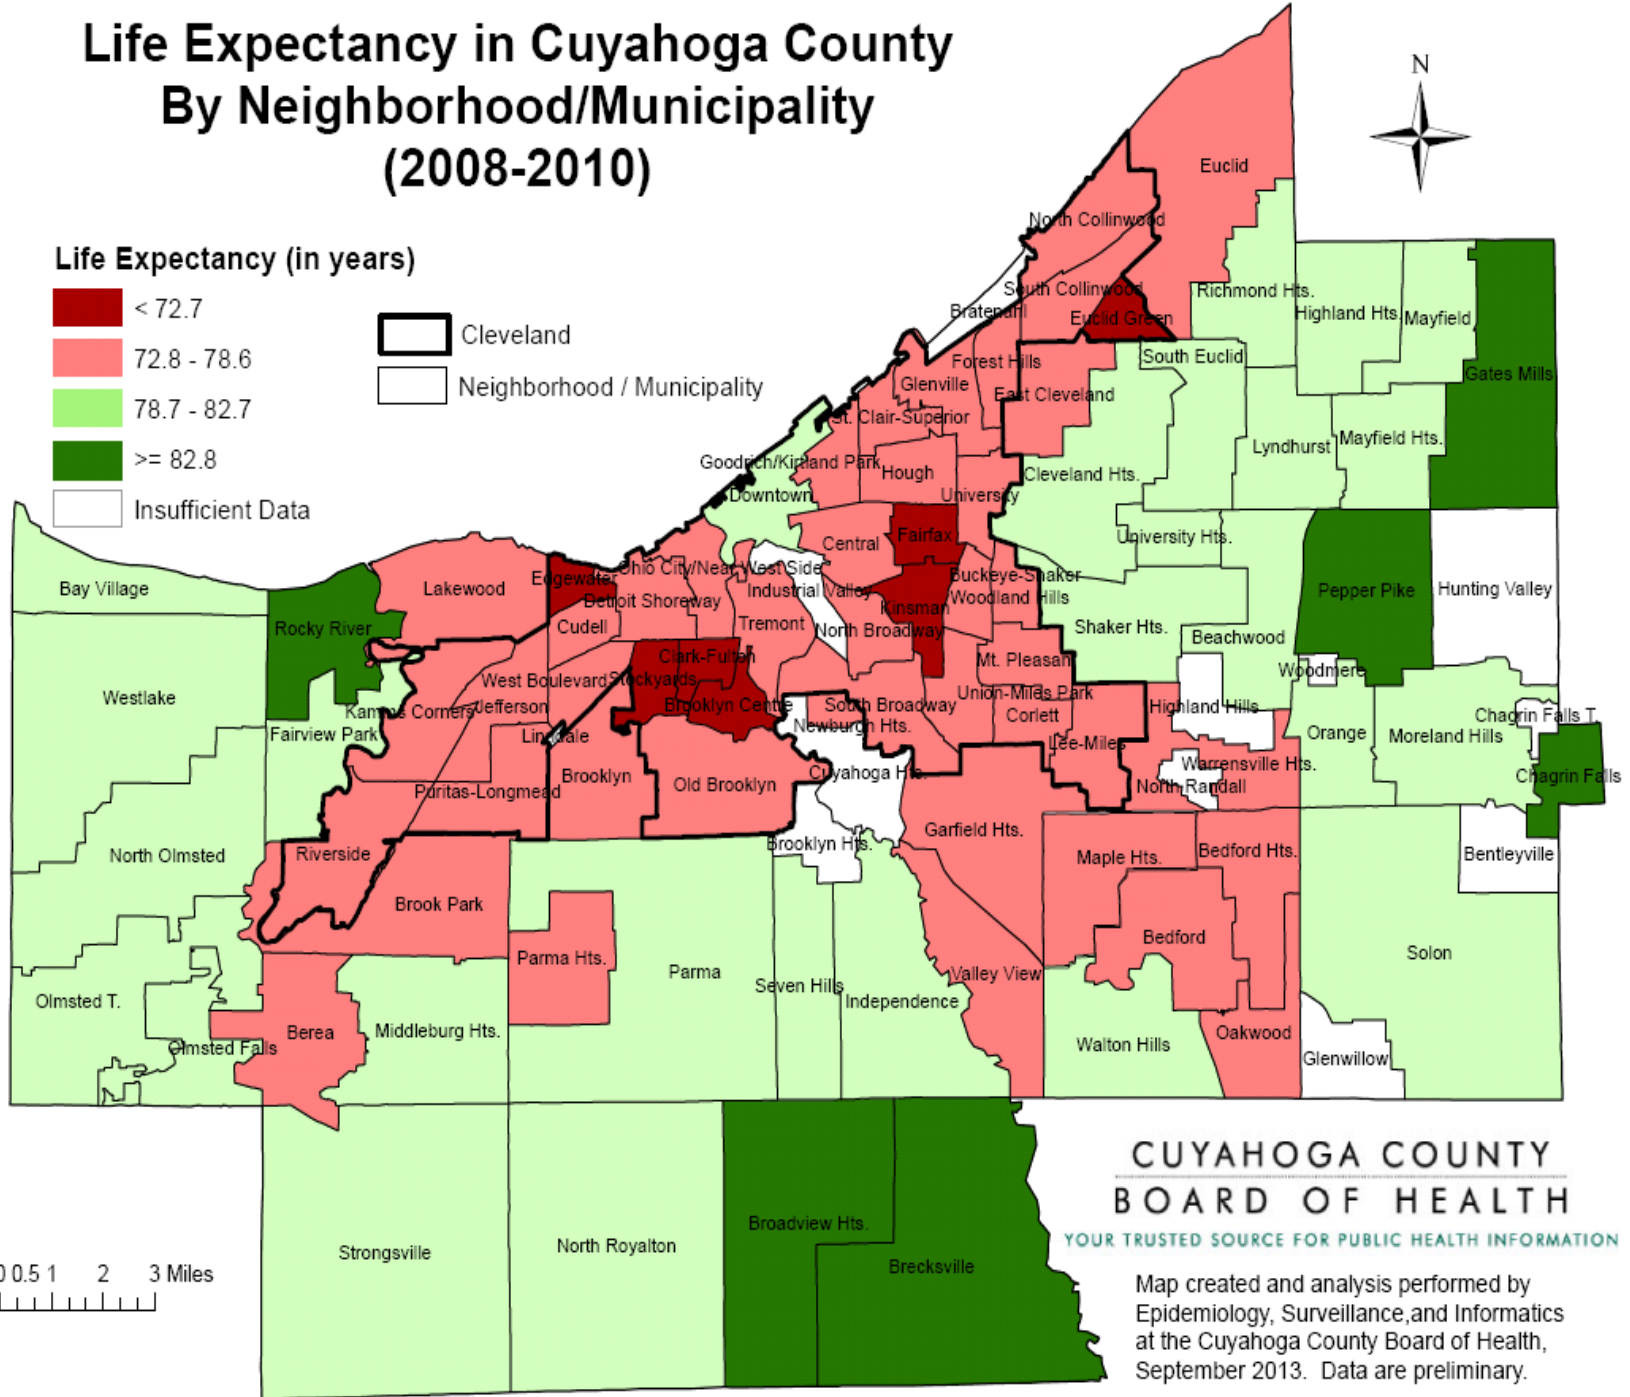 Life Expectancy in Cuyahoga County
By Neighborhood/Municipality
(2008-2010)
N
Life Expectancy (in years)
< 72.7
72.8 - 78.6
78.7 - 82.7
>= 82.8
Insufficient Data
Cleveland
Neighborhood / Municipality
Euclid
North Collinwood
South Collinwood
Bratenahl
Euclid Green
Richmond Hts.
Highland Hts.
Mayfield
Gates Mills
South Euclid
Forest Hills
Glenville
East Cleveland
St. Clair-Superior
Lyndhurst
Mayfield Hts.
Goodrich/Kirtland Park
Hough
Cleveland Hts.
Downtown
University
Fairfax
Central
University Hts.
Bay Village
Lakewood
Edgewater
Ohio City/Near West Side
Industrial Valley
Buckeye-Shaker
Woodland Hills
Pepper Pike
Hunting Valley
Detroit Shoreway
Kinsman
Rocky River
Cudell
Tremont
North Broadway
Shaker Hts.
Beachwood
Clark-Fulton
Mt. Pleasant
Woodmere
West Boulevard
Stockyards
Westlake
Union-Miles Park
Kamms Corners
Jefferson
Brooklyn Centre
South Broadway
Corlett
Highland Hills
Chagrin Falls T.
Newburgh Hts.
Fairview Park
Linndale
Orange
Moreland Hills
Lee-Miles
Warrensville Hts.
Brooklyn
Old Brooklyn
Cuyahoga Hts.
North Randall
Chagrin Falls
Puritas-Longmead
Garfield Hts.
Brooklyn Hts.
North Olmsted
Riverside
Maple Hts.
Bedford Hts.
Bentleyville
Brook Park
Bedford
Solon
Parma Hts.
Parma
Seven Hills
Valley View
Olmsted T.
Independence
Berea
Middleburg Hts.
Walton Hills
Oakwood
Olmsted Falls
Glenwillow
Broadview Hts.
Strongsville
North Royalton
Brecksville
0 0.5 1 2 3 Miles
CUYAHOGA COUNTY
BOARD OF HEALTH
YOUR TRUSTED SOURCE FOR PUBLIC HEALTH INFORMATION
Map created and analysis performed by
Epidemiology, Surveillance,and Informatics
at the Cuyahoga County Board of Health,
September 2013. Data are preliminary.